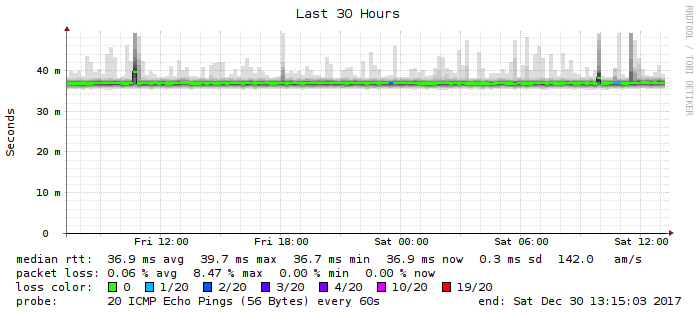 Last 30 Hours
RRDTOOL / TOBI OETIKER
Seconds
40 m
30 m
20 m
10 m
0
Fri 12:00 Fri 18:00 Sat 00:00 Sat 06:00 Sat 12:00
median rtt: 36.9 ms avg 39.7 ms max 36.7 ms min 36.9 ms now 0.3 ms sd 142.0 am/s
packet loss: 0.06 % avg 8.47 % max 0.00 % min 0.00 % now
loss color: 0 1/20 2/20 3/20 4/20 10/20 19/20
probe: 20 ICMP Echo Pings (56 Bytes) every 60s end: Sat Dec 30 13:15:03 2017